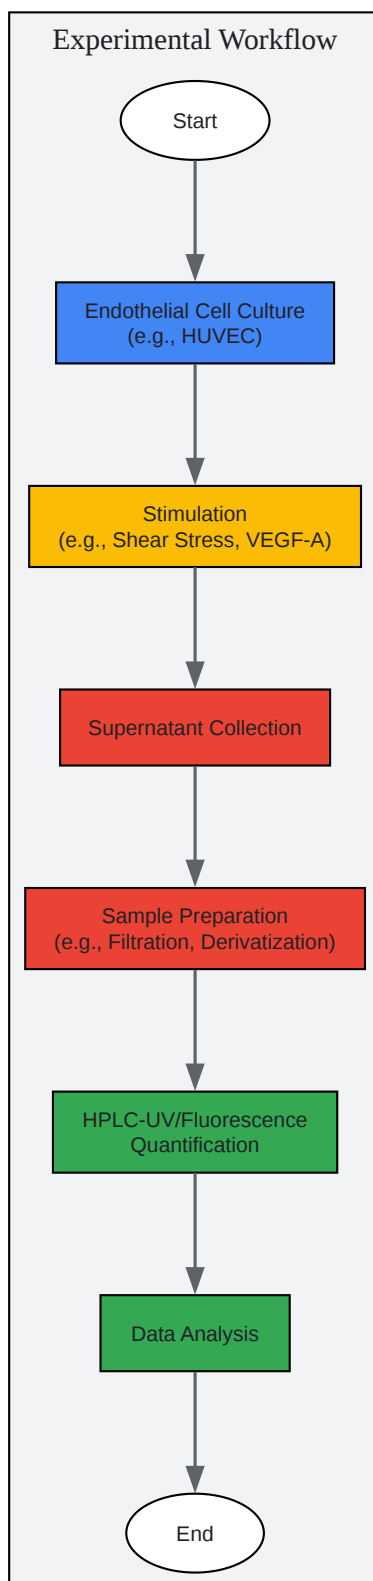 Experimental Workflow
Start
Endothelial Cell Culture
(e.g., HUVEC)
Stimulation
(e.g., Shear Stress, VEGF-A)
Supernatant Collection
Sample Preparation
(e.g., Filtration, Derivatization)
HPLC-UV/Fluorescence
Quantification
Data Analysis
End